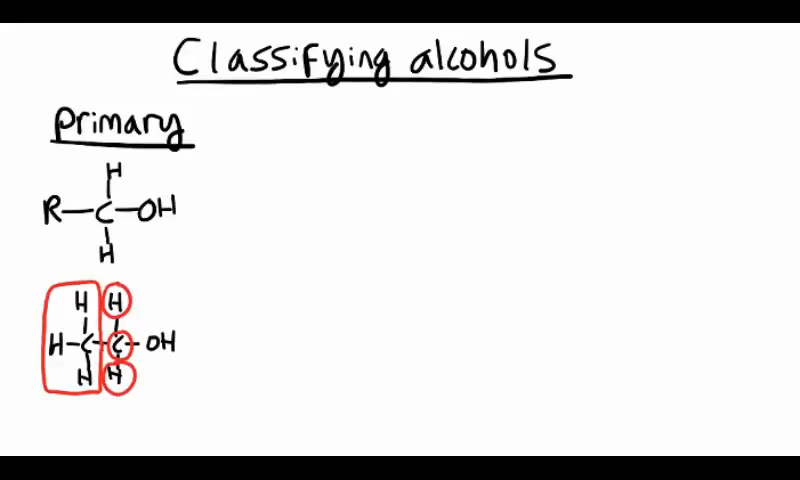 Classifying alcohols
Primary
H
R-C-OH
H
H H
H-C-C-OH
H H